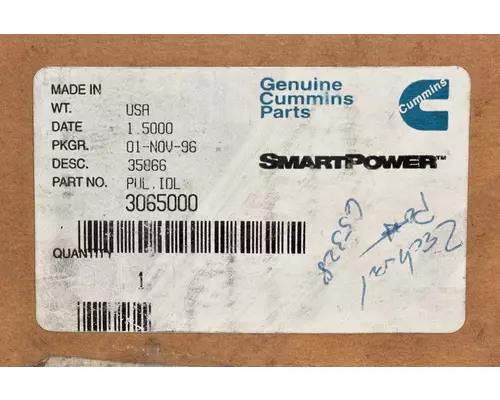 MADE IN
WT. USA
DATE 1.5000
PKGR. 01-NOV-96
DESC. 35866
PART NO. PUL,IDL
3065000
QUANTITY
1
Genuine
Cummins
Parts
Cummins
SMARTPOWER™